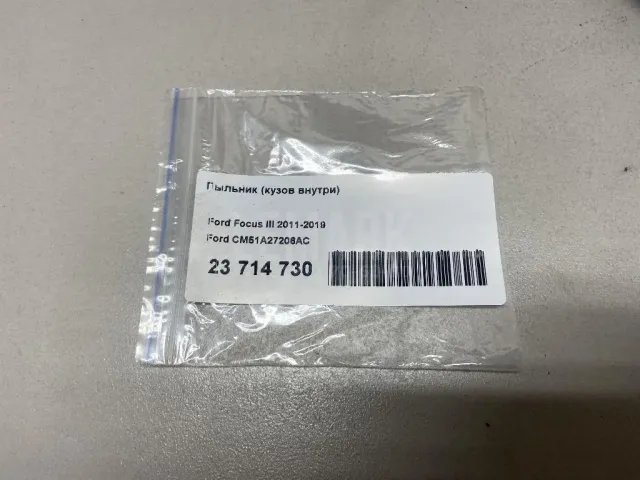 Пыльник (кузов внутри)
Ford Focus III 2011-2019
Ford CM51A27208AC
23 714 730